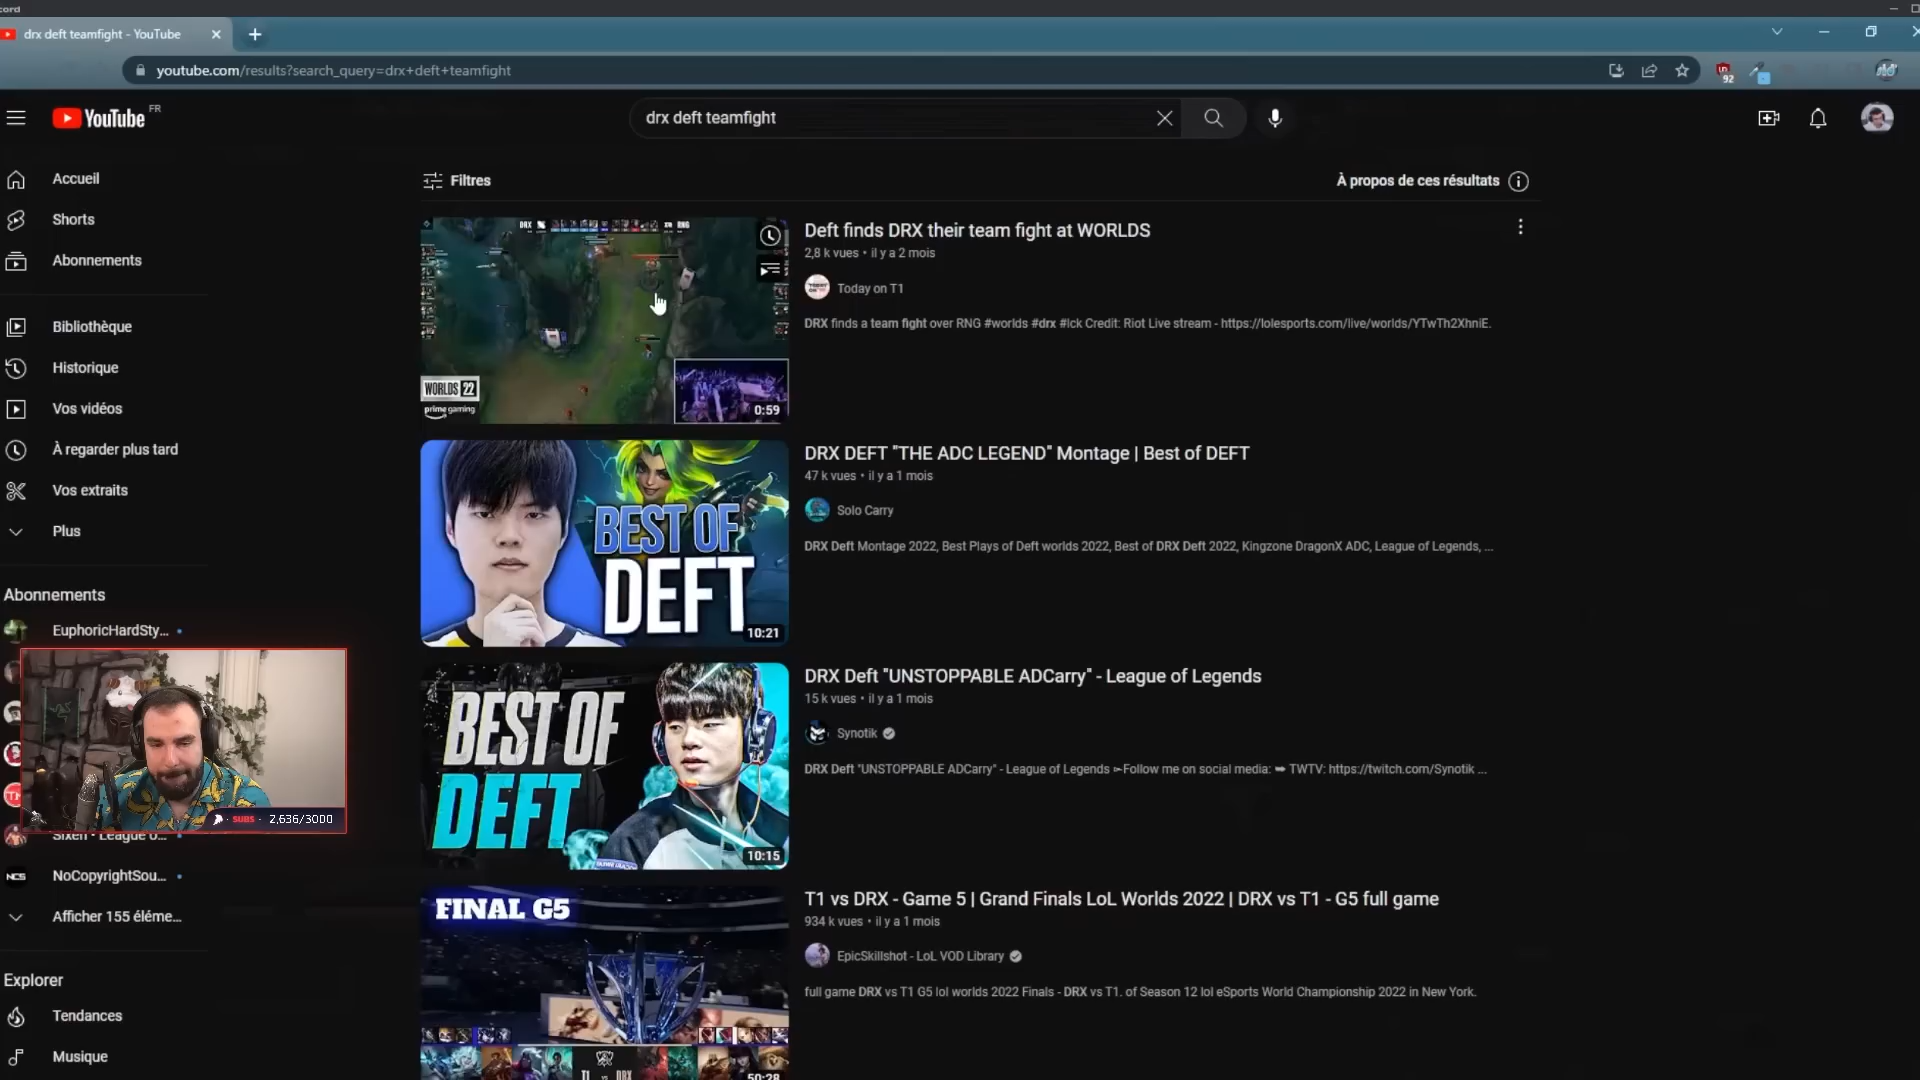 cord
drx deft teamfight - YouTube
youtube.com/results?search_query=drx+deft+teamfight
92
YouTube FR
drx deft teamfight
Accueil
Shorts
Abonnements
Bibliothèque
Historique
Vos vidéos
À regarder plus tard
Vos extraits
Plus
Abonnements
EuphoricHardSty...
SUBS 2,636/3000
Sixen - League o...
NCS NoCopyrightSou...
Afficher 155 éléme...
Explorer
Tendances
Musique
Filtres
À propos de ces résultats
DRX
RNG
WORLDS 22
prime gaming
0:59
Deft finds DRX their team fight at WORLDS
2,8 k vues • il y a 2 mois
Today on T1
DRX finds a team fight over RNG #worlds #drx #lck Credit: Riot Live stream - https://lolesports.com/live/worlds/YTwTh2XhniE.
BEST OF
DEFT
10:21
DRX DEFT "THE ADC LEGEND" Montage | Best of DEFT
47 k vues • il y a 1 mois
Solo Carry
DRX Deft Montage 2022, Best Plays of Deft worlds 2022, Best of DRX Deft 2022, Kingzone DragonX ADC, League of Legends, ...
BEST OF
DEFT
10:15
DRX Deft "UNSTOPPABLE ADCarry" - League of Legends
15 k vues • il y a 1 mois
Synotik
DRX Deft "UNSTOPPABLE ADCarry" - League of Legends ➣Follow me on social media: ➡ TWTV: https://twitch.com/Synotik ...
FINAL G5
T1 vs DRX
50:28
T1 vs DRX - Game 5 | Grand Finals LoL Worlds 2022 | DRX vs T1 - G5 full game
934 k vues • il y a 1 mois
EpicSkillshot - LoL VOD Library
full game DRX vs T1 G5 lol worlds 2022 Finals - DRX vs T1. of Season 12 lol eSports World Championship 2022 in New York.